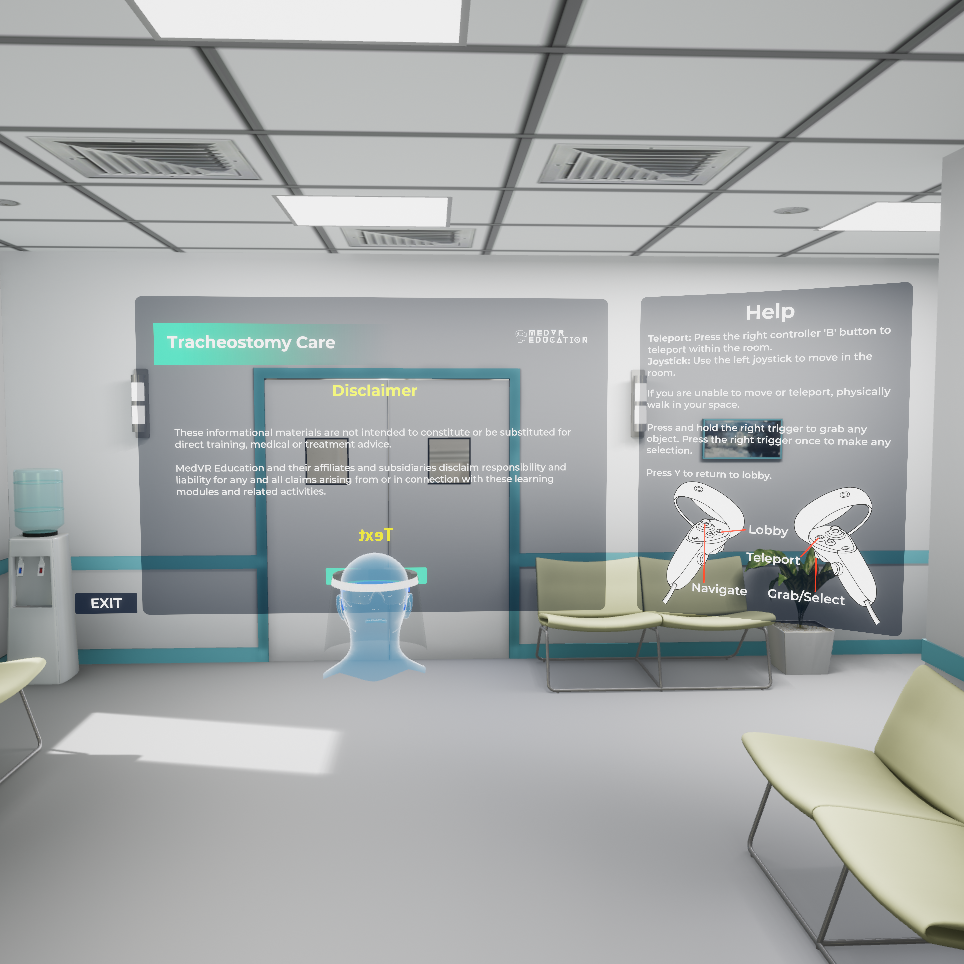 Tracheostomy Care
MEDVR
EDUCATION
Disclaimer
These informational materials are not intended to constitute or be substituted for
direct training, medical or treatment advice.
MedVR Education and their affiliates and subsidiaries disclaim responsibility and
liability for any and all claims arising from or in connection with these learning
modules and related activities.
Text
EXIT
Help
Teleport: Press the right controller 'B' button to
teleport within the room.
Joystick: Use the left joystick to move in the
room.
If you are unable to move or teleport, physically
walk in your space.
Press and hold the right trigger to grab any
object. Press the right trigger once to make any
selection.
Press Y to return to lobby.
Lobby
Teleport
Navigate
Grab/Select